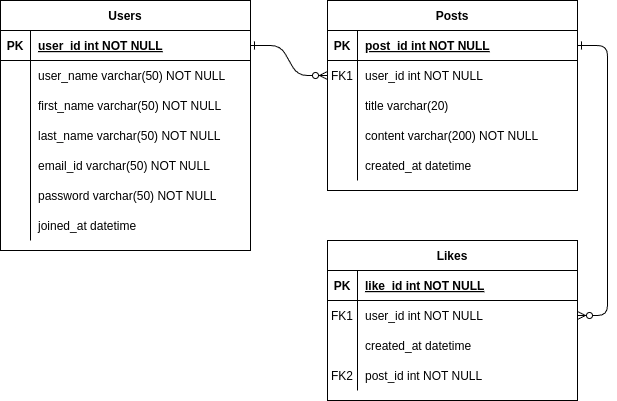 Users
PK user_id int NOT NULL
user_name varchar(50) NOT NULL
first_name varchar(50) NOT NULL
last_name varchar(50) NOT NULL
email_id varchar(50) NOT NULL
password varchar(50) NOT NULL
joined_at datetime
Posts
PK post_id int NOT NULL
FK1 user_id int NOT NULL
title varchar(20)
content varchar(200) NOT NULL
created_at datetime
Likes
PK like_id int NOT NULL
FK1 user_id int NOT NULL
created_at datetime
FK2 post_id int NOT NULL